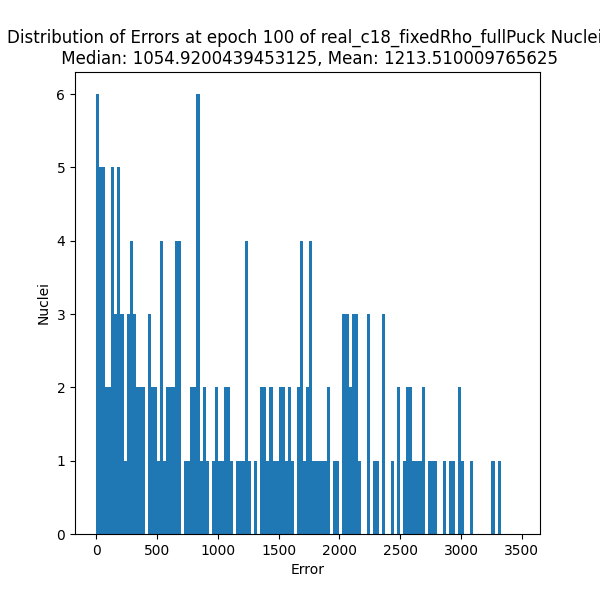 Distribution of Errors at epoch 100 of real_c18_fixedRho_fullPuck Nuclei
Median: 1054.9200439453125, Mean: 1213.510009765625
6
5
4
3
2
1
0
Nuclei
0 500 1000 1500 2000 2500 3000 3500
Error